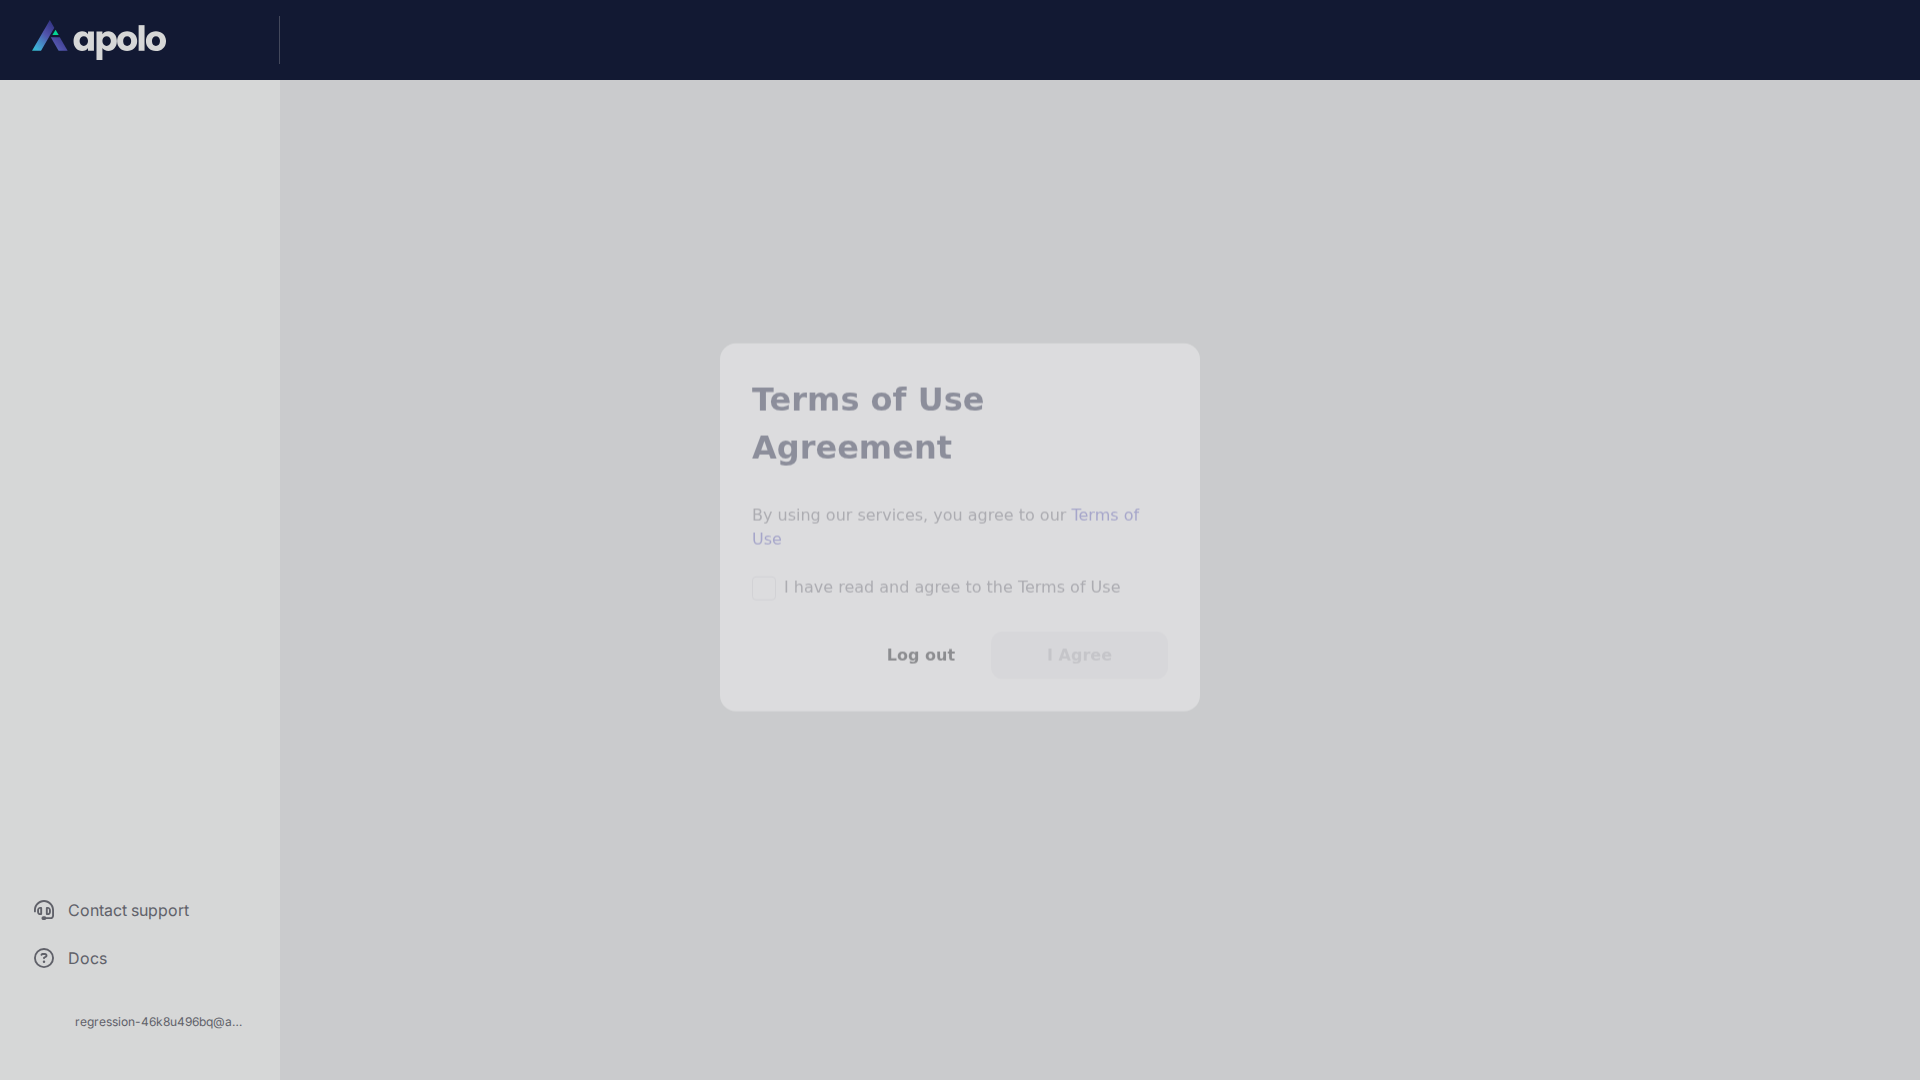 apolo
Terms of Use
Agreement
By using our services, you agree to our Terms of
Use
I have read and agree to the Terms of Use
Log out
I Agree
Contact support
Docs
regression-46k8u496bq@a...